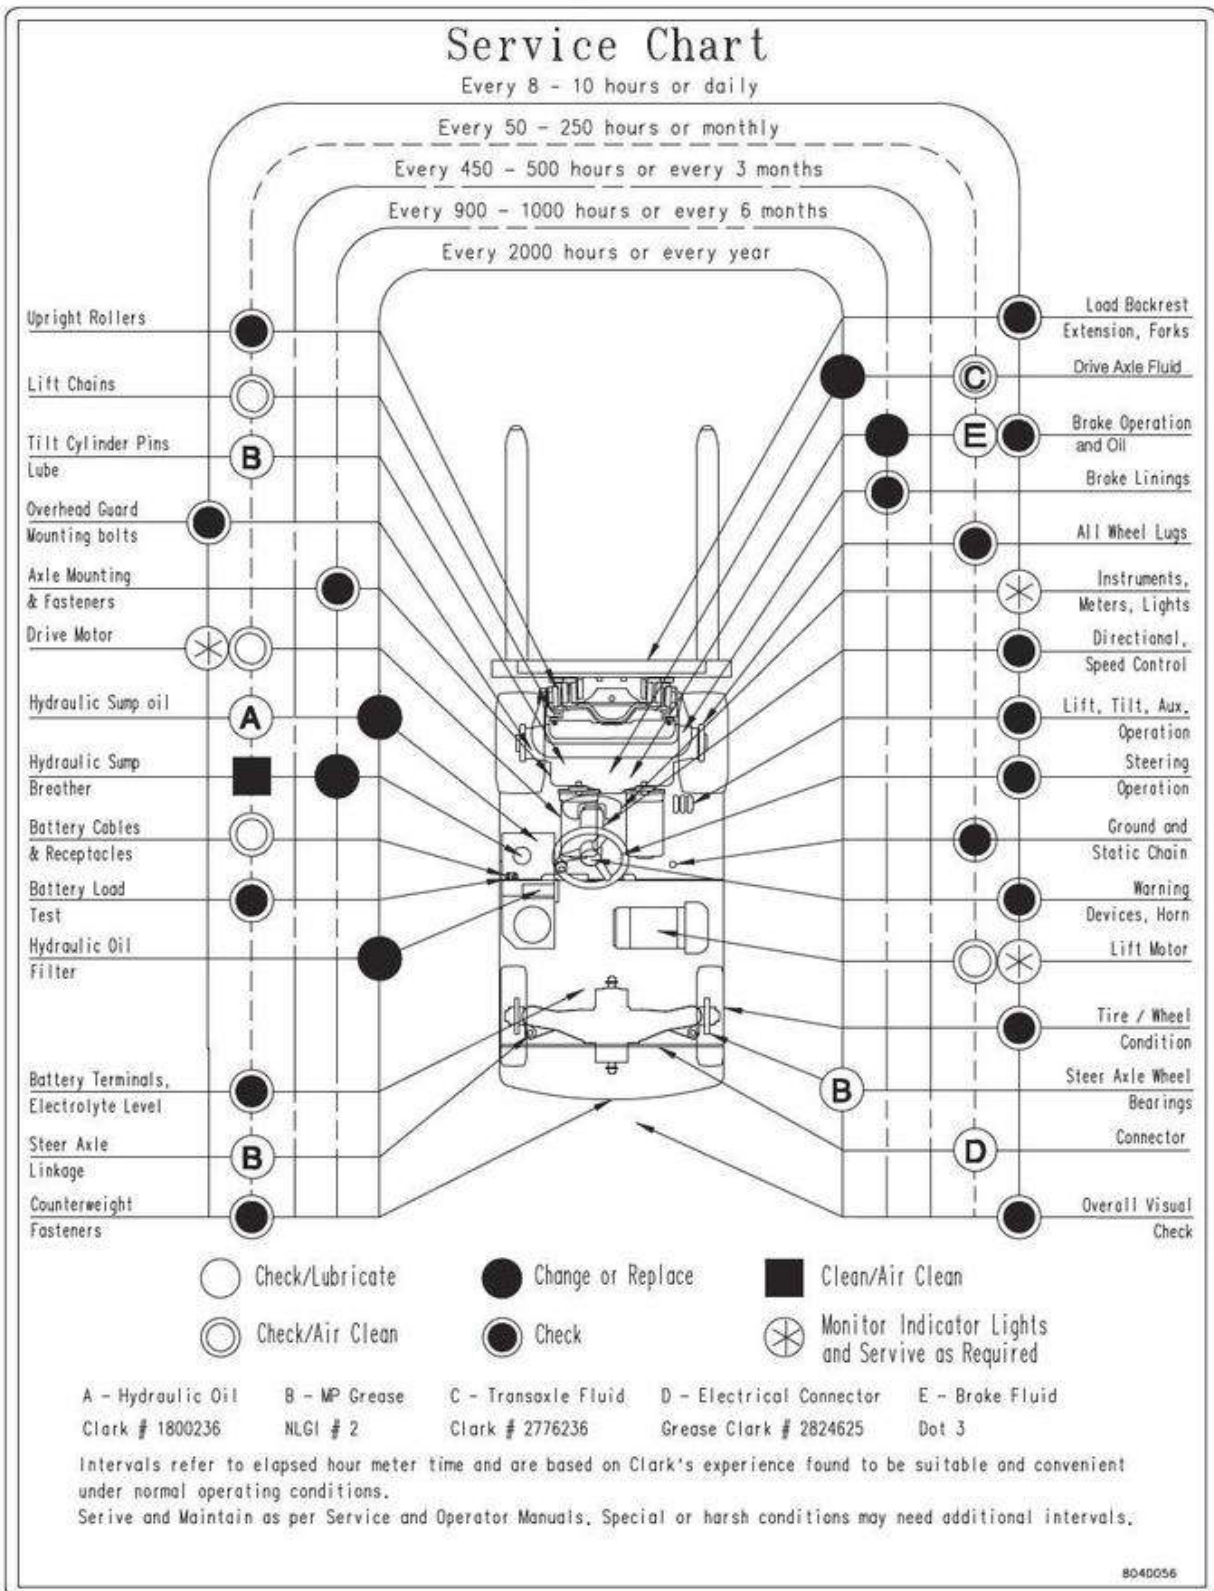 Service Chart
Every 8 - 10 hours or daily
Every 50 - 250 hours or monthly
Every 450 - 500 hours or every 3 months
Every 900 - 1000 hours or every 6 months
Every 2000 hours or every year
Upright Rollers
Lift Chains
Tilt Cylinder Pins
Lube
B
Overhead Guard
Mounting bolts
Axle Mounting
& Fasteners
Drive Motor
Hydraulic Sump oil
A
Hydraulic Sump
Breather
Battery Cables
& Receptacles
Battery Load
Test
Hydraulic Oil
Filter
Battery Terminals,
Electrolyte Level
Steer Axle
Linkage
B
Counterweight
Fasteners
Load Backrest
Extension, Forks
Drive Axle Fluid
C
Brake Operation
and Oil
E
Brake Linings
All Wheel Lugs
Instruments,
Meters, Lights
Directional,
Speed Control
Lift, Tilt, Aux.
Operation
Steering
Operation
Ground and
Static Chain
Warning
Devices, Horn
Lift Motor
Tire / Wheel
Condition
Steer Axle Wheel
Bearings
B
Connector
D
Overall Visual
Check
Check/Lubricate
Change or Replace
Clean/Air Clean
Check/Air Clean
Check
Monitor Indicator Lights
and Servive as Required
A - Hydraulic Oil
Clark # 1800236
B - MP Grease
NLGI # 2
C - Transaxle Fluid
Clark # 2776236
D - Electrical Connector
Grease Clark # 2824625
E - Brake Fluid
Dot 3
Intervals refer to elapsed hour meter time and are based on Clark's experience found to be suitable and convenient
under normal operating conditions.
Serive and Maintain as per Service and Operator Manuals. Special or harsh conditions may need additional intervals.
8040056